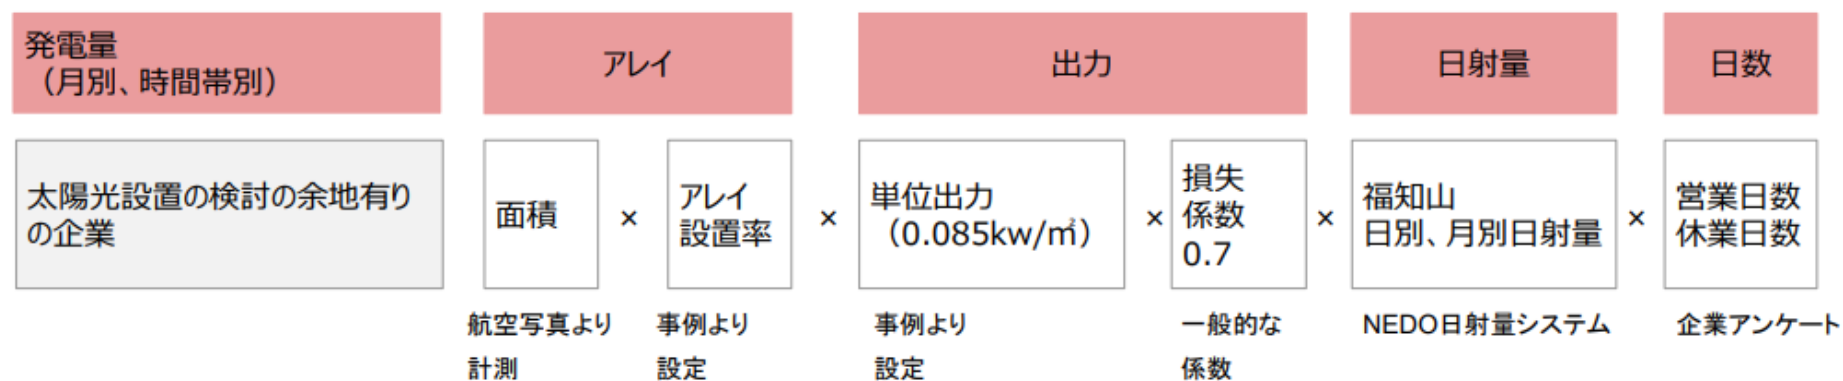 発電量
（月別、時間帯別）
アレイ
出力
日射量
日数
太陽光設置の検討の余地有り
の企業
面積
×
アレイ
設置率
×
単位出力
（0.085kw/㎡）
×
損失
係数
0.7
×
福知山
日別、月別日射量
×
営業日数
休業日数
航空写真より
計測
事例より
設定
事例より
設定
一般的な
係数
NEDO日射量システム
企業アンケート